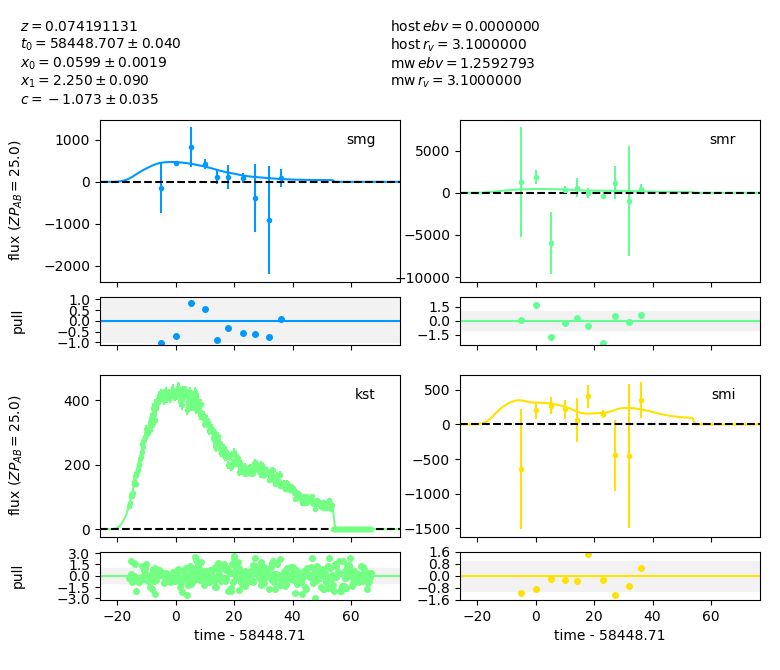 z = 0.074191131
t₀ = 58448.707 ± 0.040
x₀ = 0.0599 ± 0.0019
x₁ = 2.250 ± 0.090
c = −1.073 ± 0.035
host ebv = 0.0000000
host r_v = 3.1000000
mw ebv = 1.2592793
mw r_v = 3.1000000
smg
1000
0
−1000
−2000
flux (ZP_AB = 25.0)
smr
5000
0
−5000
−10000
1.0
0.5
0.0
−0.5
−1.0
pull
1.5
0.0
−1.5
kst
400
200
0
flux (ZP_AB = 25.0)
smi
500
0
−500
−1000
−1500
3.0
1.5
0.0
−1.5
−3.0
pull
−20 0 20 40 60
time - 58448.71
1.6
0.8
0.0
−0.8
−1.6
−20 0 20 40 60
time - 58448.71